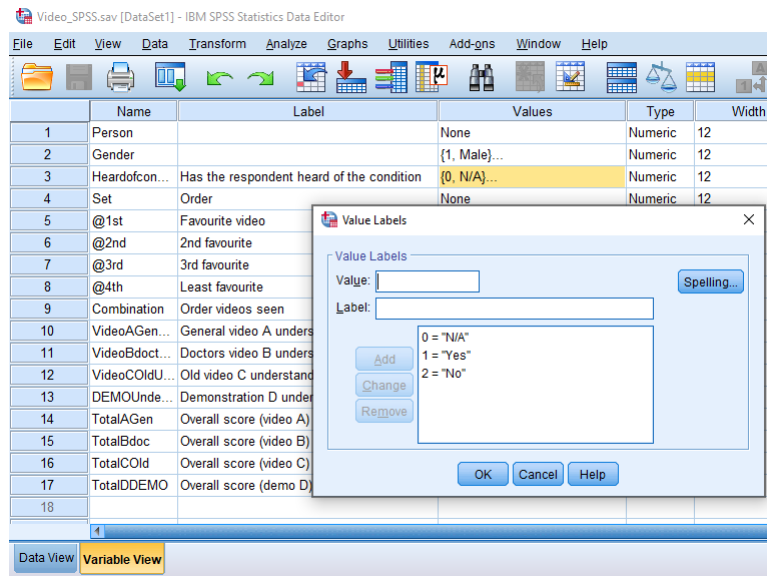 Video_SPSS.sav [DataSet1] - IBM SPSS Statistics Data Editor
File Edit View Data Transform Analyze Graphs Utilities Add-ons Window Help
Name Label Values Type Width
1 Person None Numeric 12
2 Gender {1, Male}... Numeric 12
3 Heardofcon... Has the respondent heard of the condition {0, N/A}... Numeric 12
4 Set Order None Numeric 12
5 @1st Favourite video
6 @2nd 2nd favourite
7 @3rd 3rd favourite
8 @4th Least favourite
9 Combination Order videos seen
10 VideoAGen... General video A unders
11 VideoBdoct... Doctors video B unders
12 VideoCOldU... Old video C understand
13 DEMOUnde... Demonstration D under
14 TotalAGen Overall score (video A)
15 TotalBdoc Overall score (video B)
16 TotalCOld Overall score (video C)
17 TotalDDEMO Overall score (demo D)
18
Value Labels
Value Labels
Value:
Spelling...
Label:
0 = "N/A"
1 = "Yes"
2 = "No"
Add
Change
Remove
OK Cancel Help
Data View Variable View